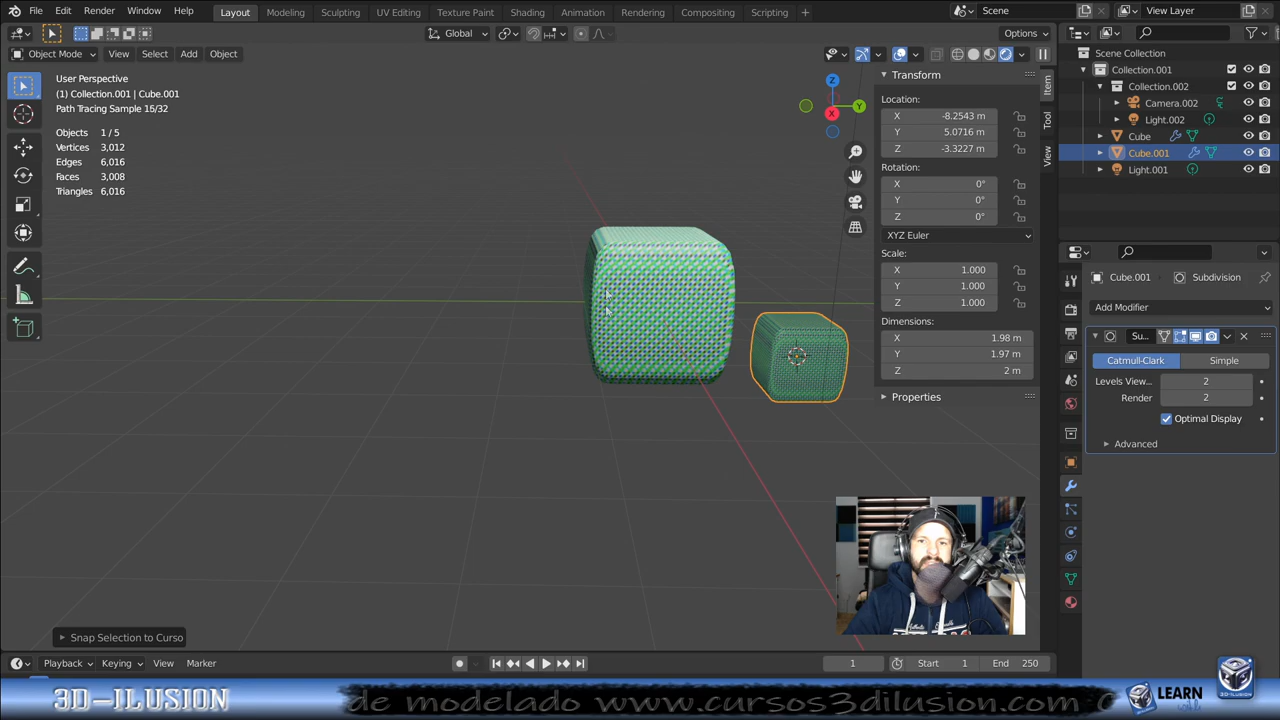 File Edit Render Window Help Layout Modeling Sculpting UV Editing Texture Paint Shading Animation Rendering Compositing Scripting + Scene View Layer
Global Options
Object Mode View Select Add Object
User Perspective
(1) Collection.001 | Cube.001
Path Tracing Sample 15/32
Objects 1 / 5
Vertices 3,012
Edges 6,016
Faces 3,008
Triangles 6,016
Z
Y
X
Transform
Location:
X -8.2543 m
Y 5.0716 m
Z -3.3227 m
Rotation:
X 0°
Y 0°
Z 0°
XYZ Euler
Scale:
X 1.000
Y 1.000
Z 1.000
Dimensions:
X 1.98 m
Y 1.97 m
Z 2 m
Properties
Item
Tool
View
Scene Collection
Collection.001
Collection.002
Camera.002
Light.002
Cube
Cube.001
Light.001
Cube.001 Subdivision
Add Modifier
Su...
Catmull-Clark Simple
Levels View... 2
Render 2
Optimal Display
Advanced
Snap Selection to Curso
Playback Keying View Marker 1 Start 1 End 250
3D-ILUSION de modelado www.cursos3dilusion.com LEARN